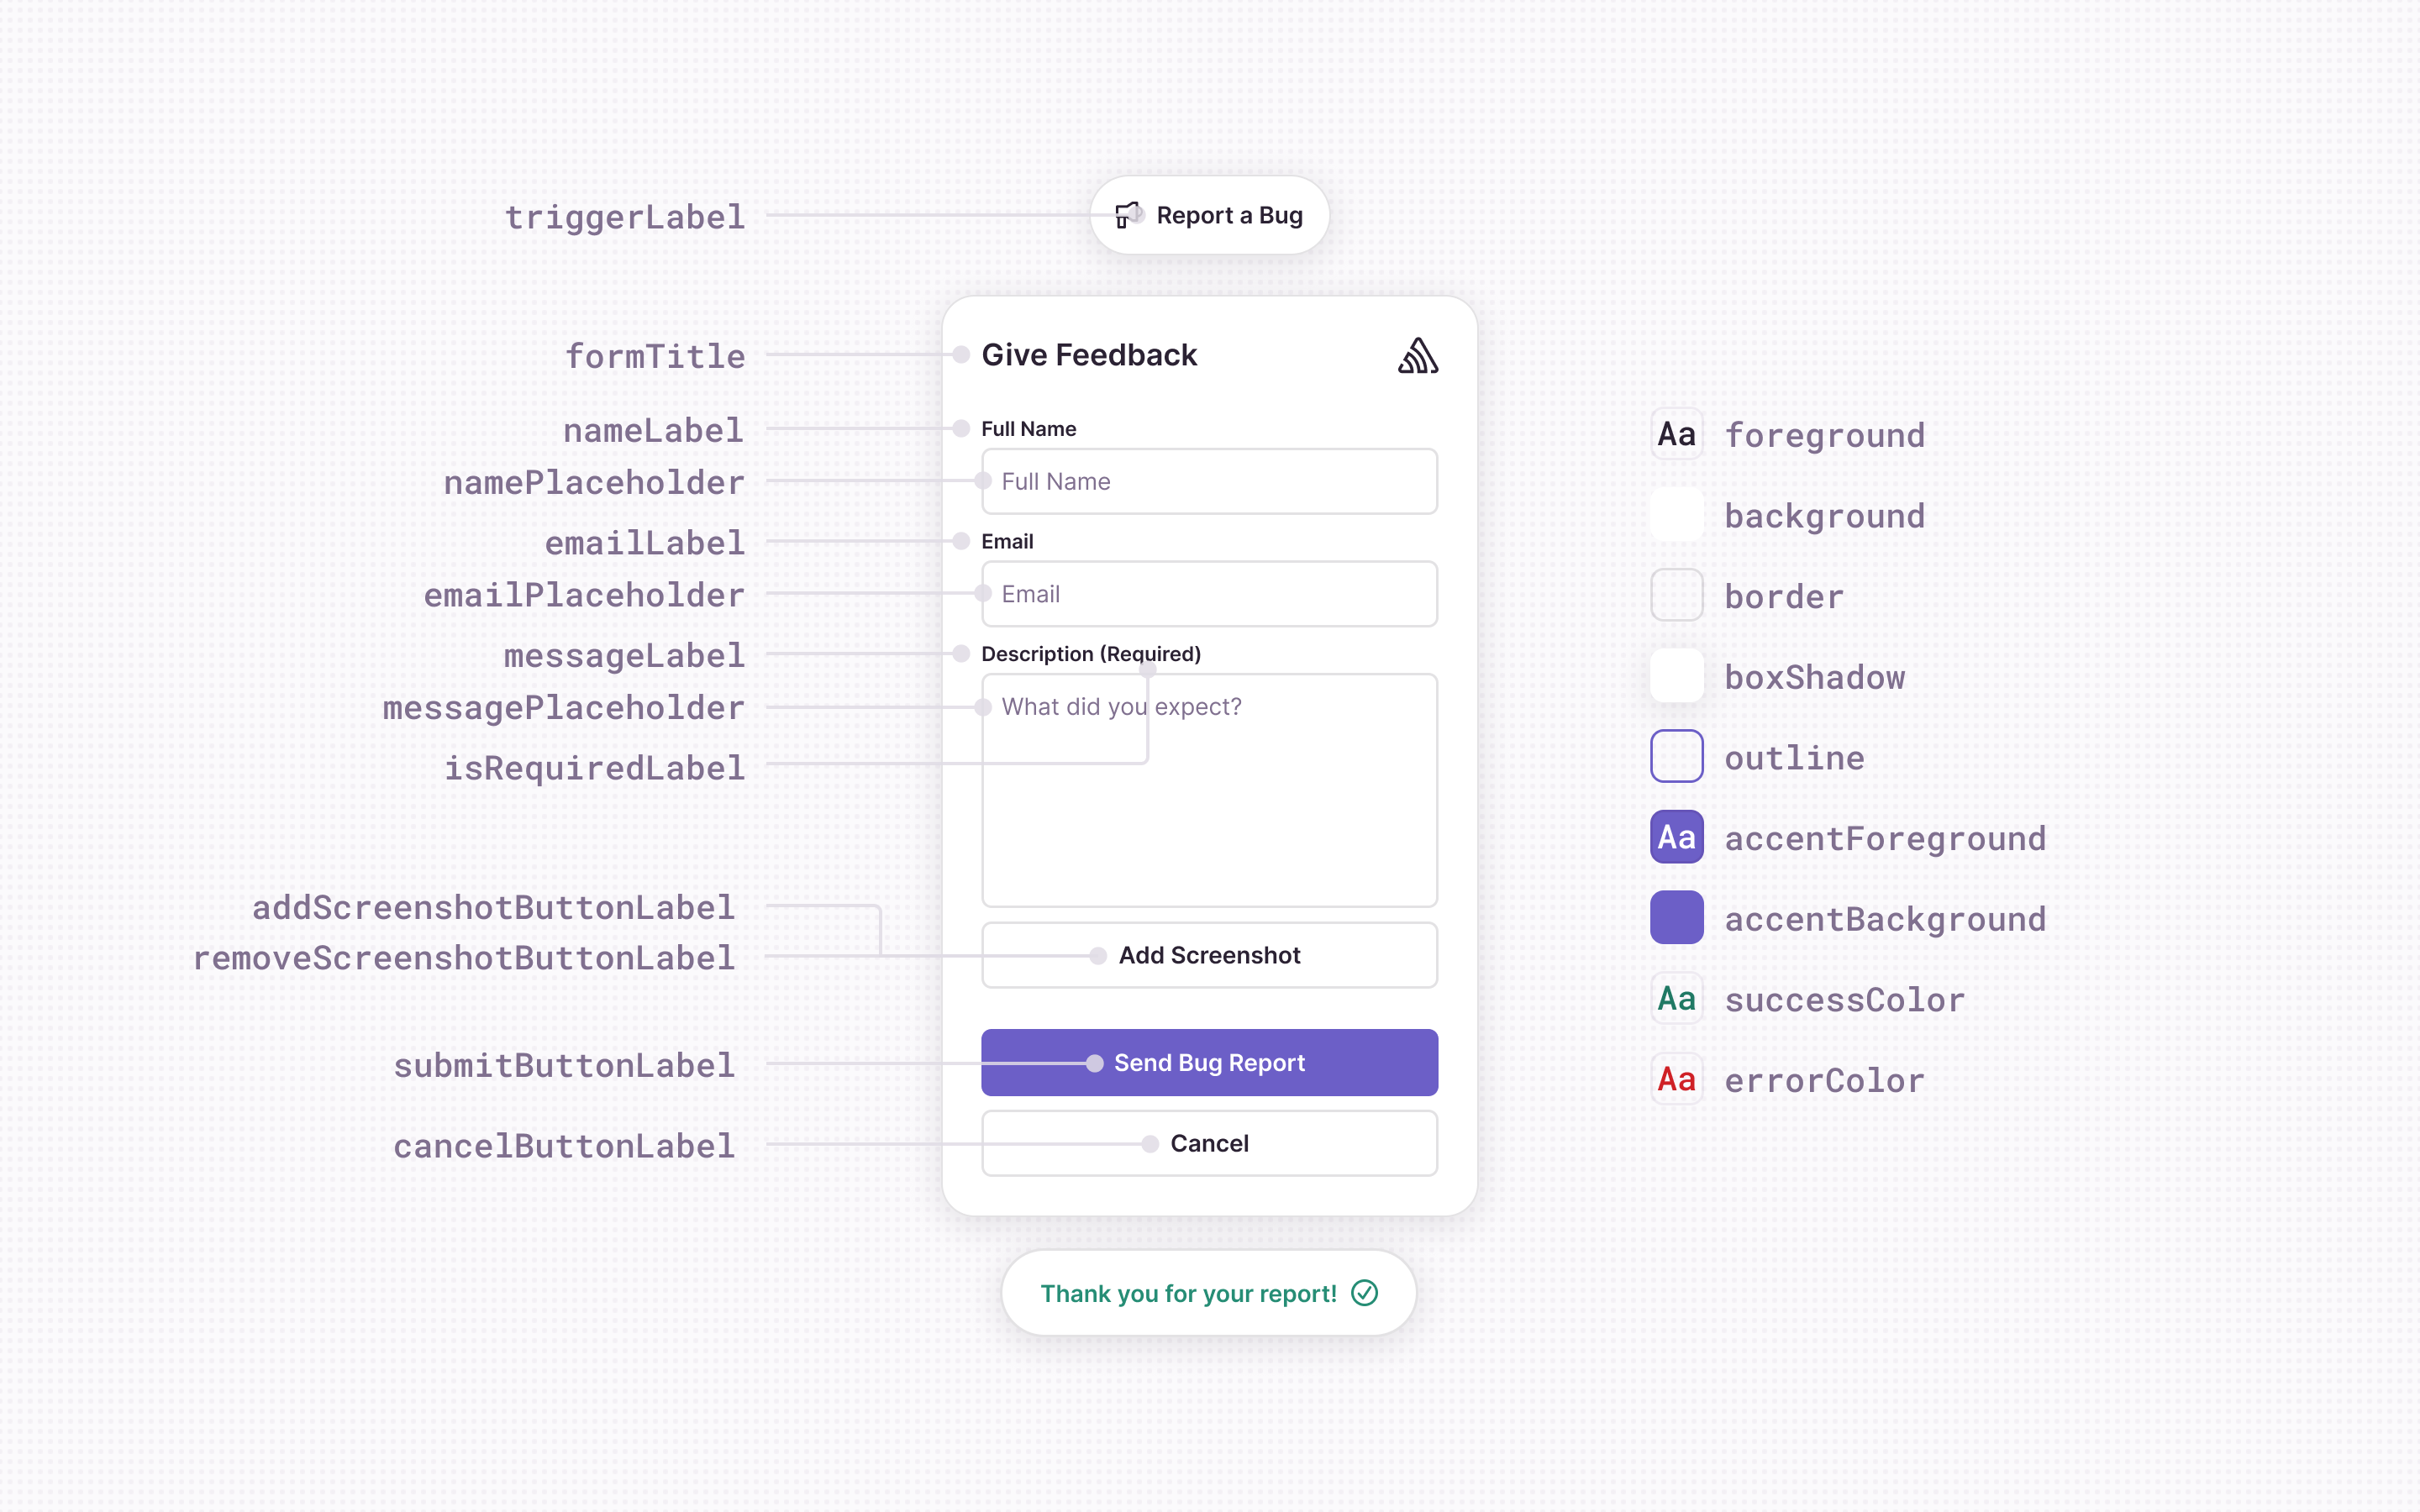 triggerLabel
Report a Bug
formTitle
Give Feedback
nameLabel
Full Name
namePlaceholder
Full Name
emailLabel
Email
emailPlaceholder
Email
messageLabel
Description (Required)
messagePlaceholder
What did you expect?
isRequiredLabel
addScreenshotButtonLabel
removeScreenshotButtonLabel
Add Screenshot
submitButtonLabel
Send Bug Report
cancelButtonLabel
Cancel
Thank you for your report!
Aa foreground
background
border
boxShadow
outline
Aa accentForeground
accentBackground
Aa successColor
Aa errorColor